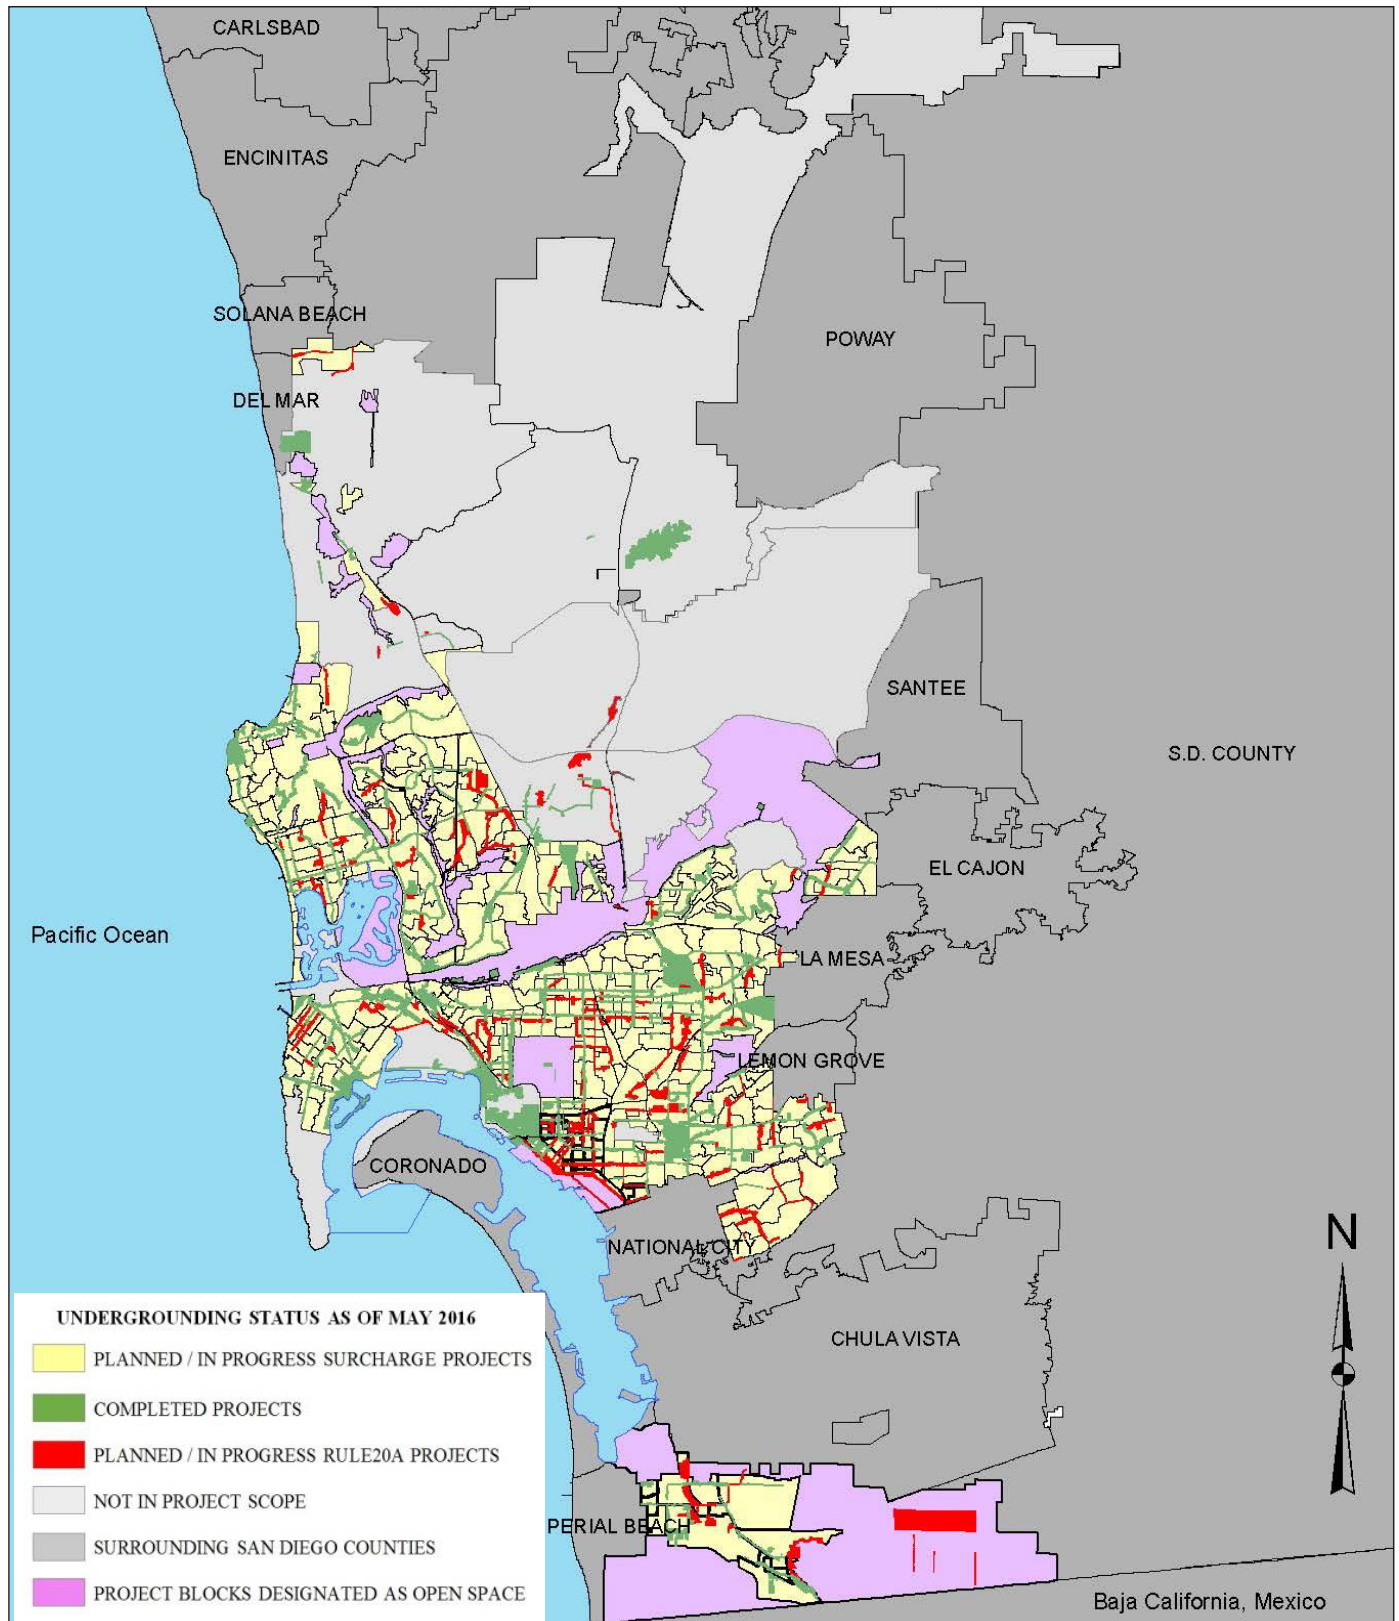 CARLSBAD
ENCINITAS
SOLANA BEACH
POWAY
DEL MAR
SANTEE
S.D. COUNTY
EL CAJON
Pacific Ocean
LA MESA
LEMON GROVE
CORONADO
N
NATIONAL CITY
CHULA VISTA
UNDERGROUNDING STATUS AS OF MAY 2016
PLANNED / IN PROGRESS SURCHARGE PROJECTS
COMPLETED PROJECTS
PLANNED / IN PROGRESS RULE20A PROJECTS
NOT IN PROJECT SCOPE
SURROUNDING SAN DIEGO COUNTIES
PROJECT BLOCKS DESIGNATED AS OPEN SPACE
PERIAL BEACH
Baja California, Mexico